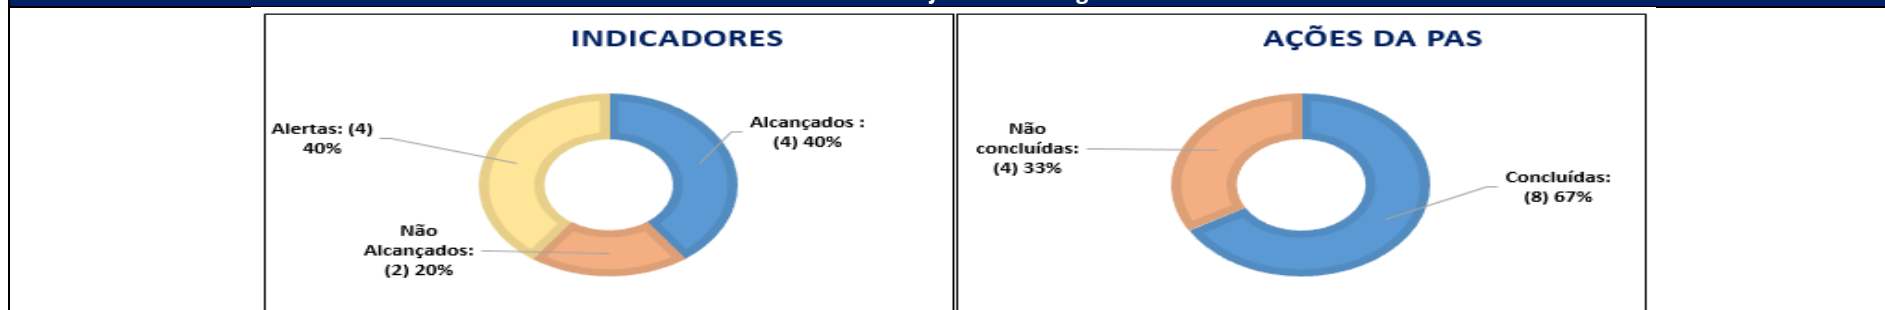 INDICADORES
Alertas: (4)
40%
Alcançados :
(4) 40%
Não
Alcançados:
(2) 20%
AÇÕES DA PAS
Não
concluídas:
(4) 33%
Concluídas:
(8) 67%